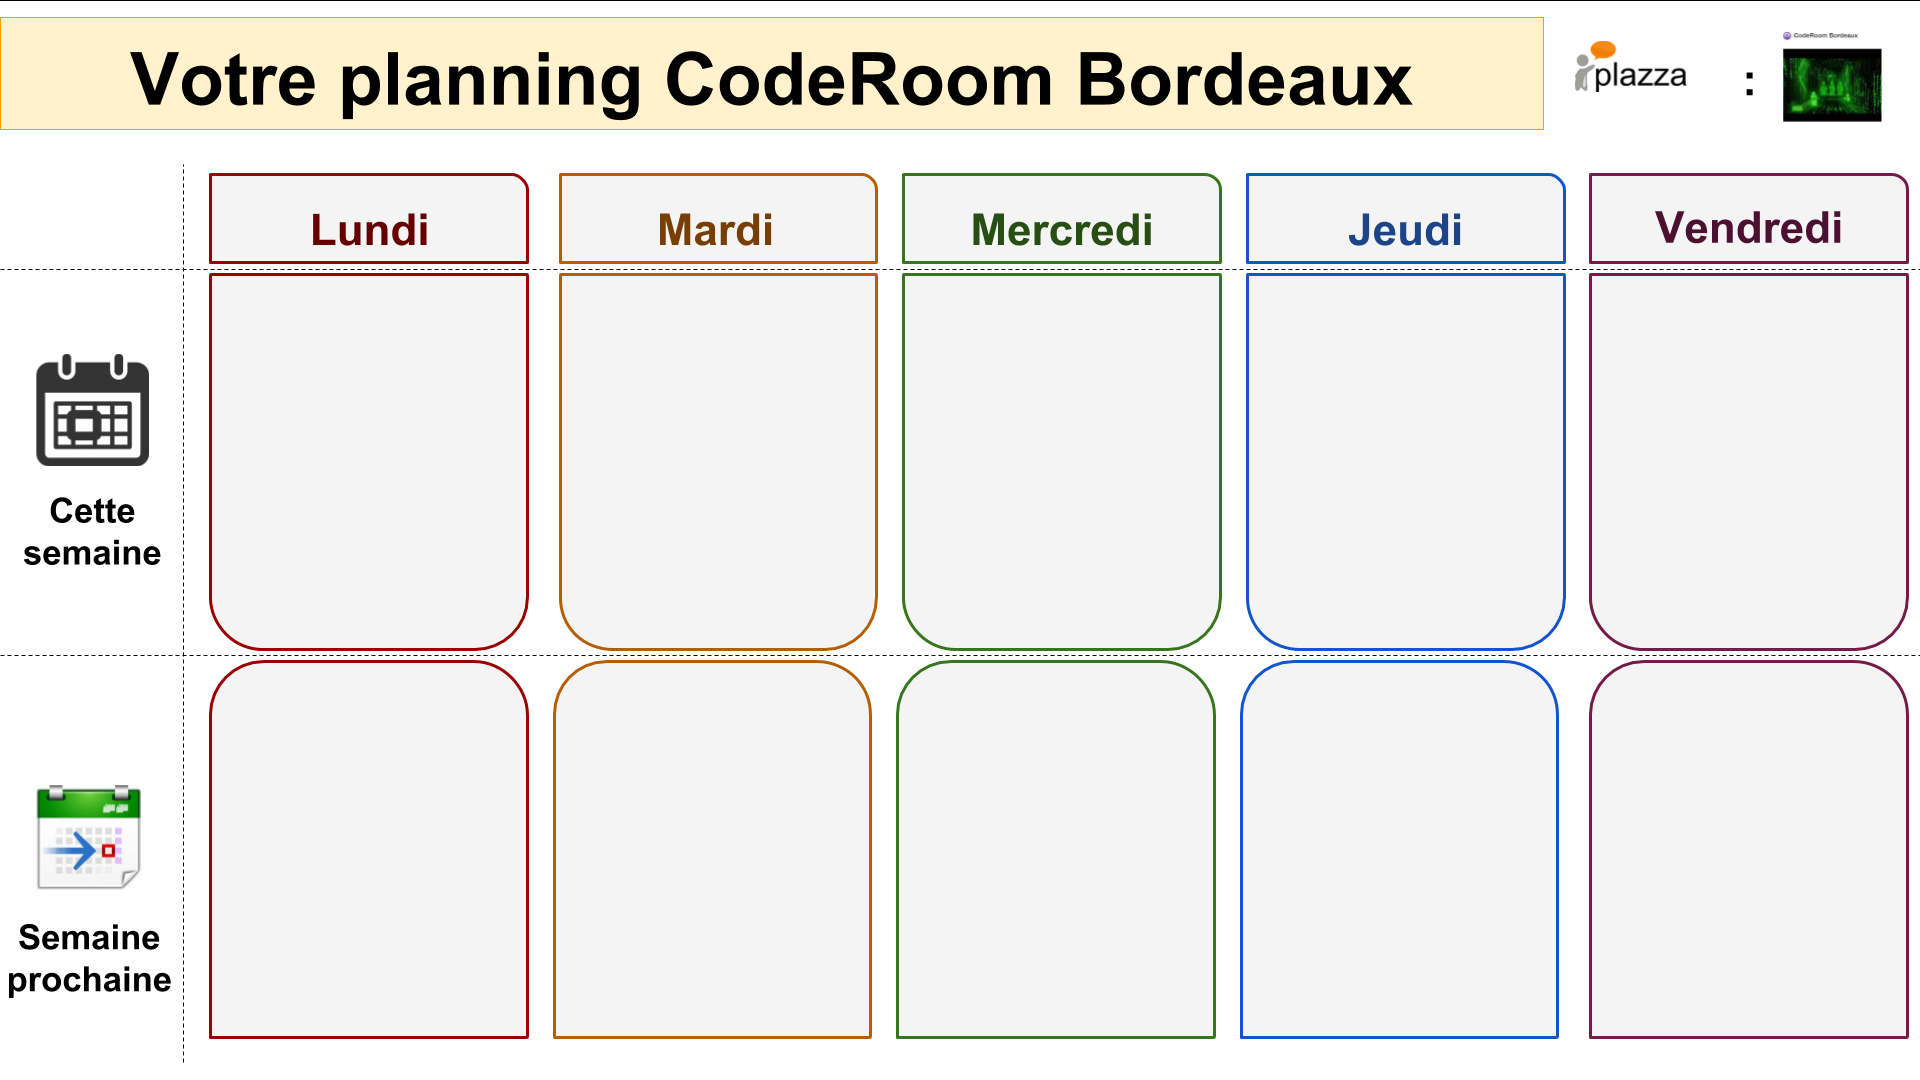 Votre planning CodeRoom Bordeaux
plazza
:
CodeRoom Bordeaux
Lundi
Mardi
Mercredi
Jeudi
Vendredi
Cette
semaine
Semaine
prochaine